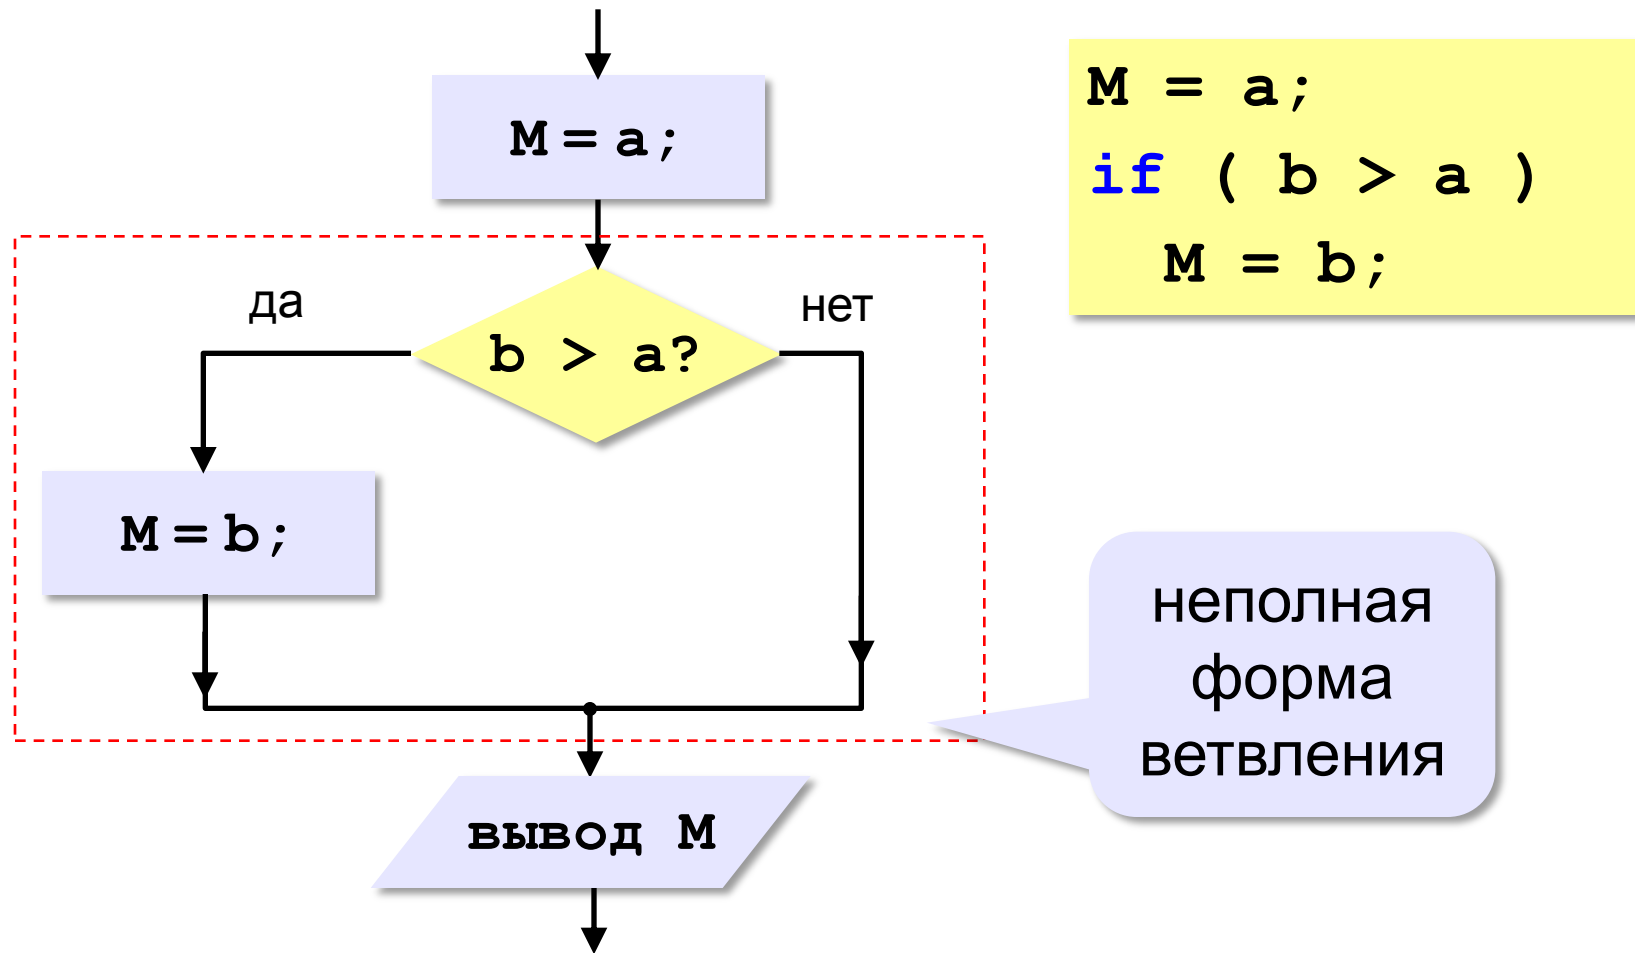 M = a;
M = a;
if ( b > a )
M = b;
да
нет
b > a?
M = b;
неполная
форма
ветвления
вывод M